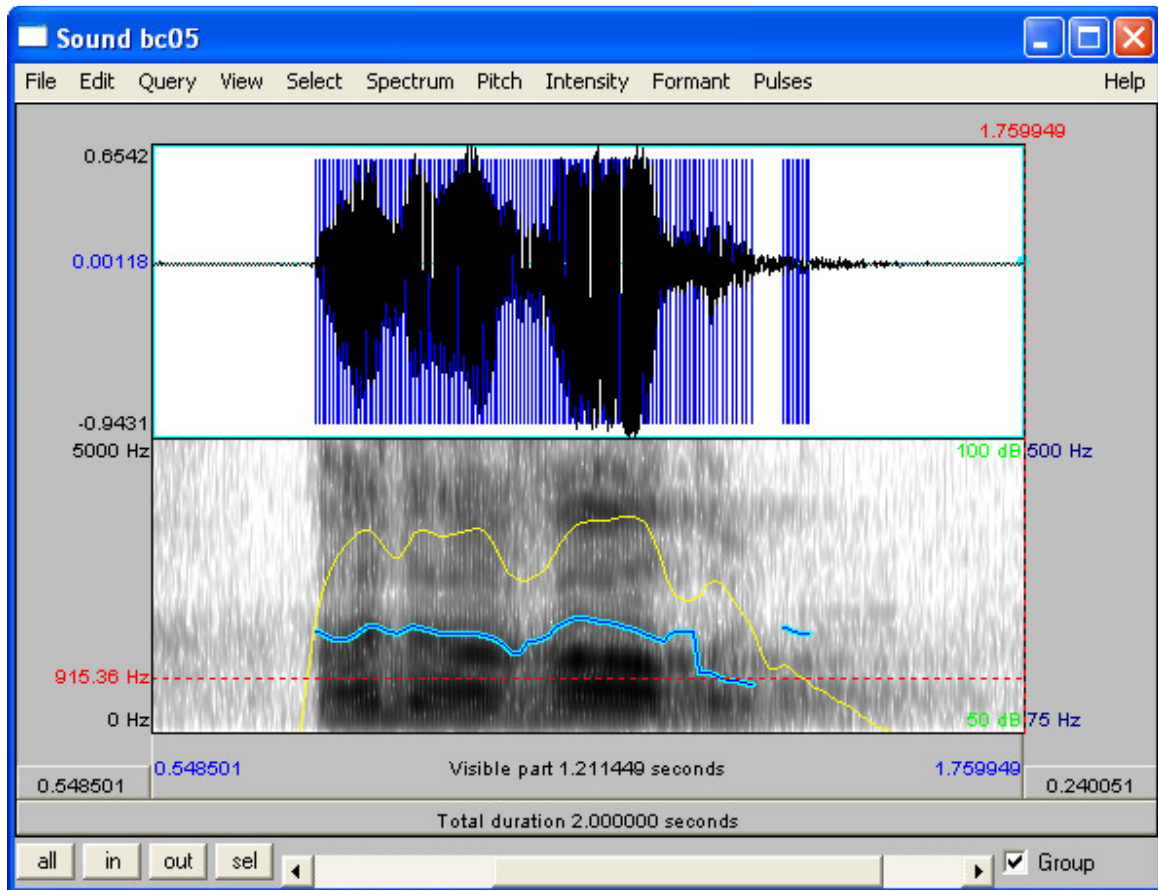 Sound bc05
File Edit Query View Select Spectrum Pitch Intensity Formant Pulses Help
1.759949
0.6542
0.00118
-0.9431
5000 Hz 100 dB 500 Hz
915.36 Hz
0 Hz 50 dB 75 Hz
0.548501 Visible part 1.211449 seconds 1.759949
0.548501 0.240051
Total duration 2.000000 seconds
all in out sel Group